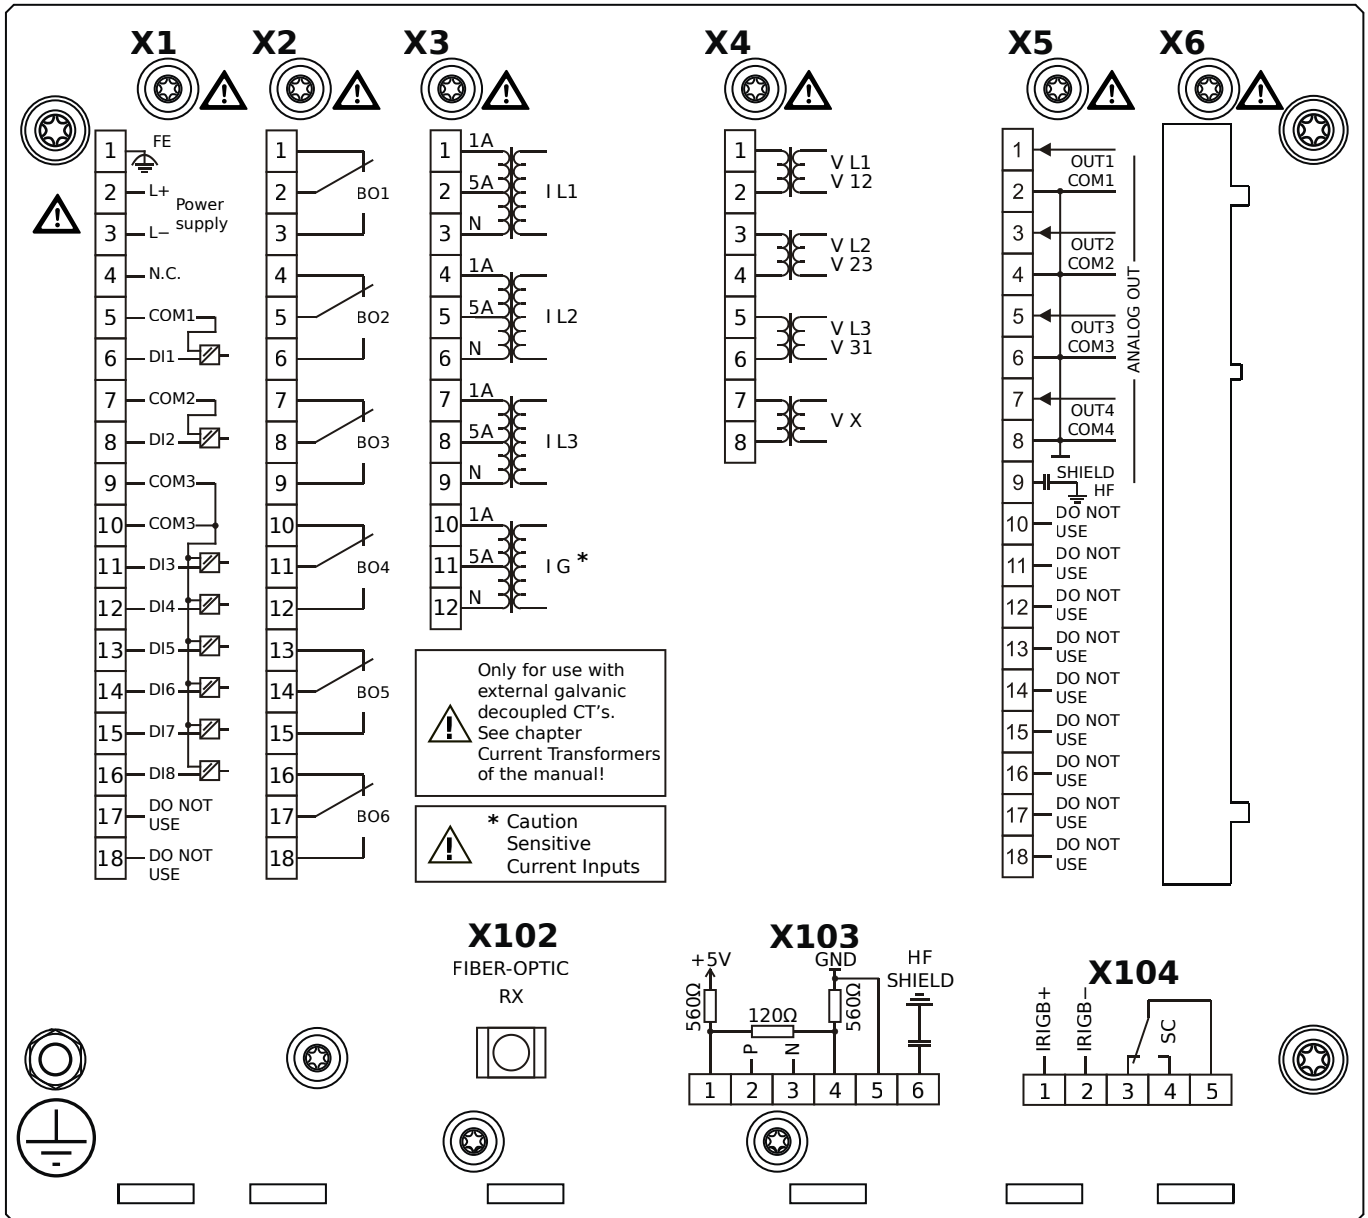 X1
X2
X3
X4
X5
X6
1 FE
2 L+
Power
supply
3 L−
4 N.C.
5 COM1
6 DI1
7 COM2
8 DI2
9 COM3
10 COM3
11 DI3
12 DI4
13 DI5
14 DI6
15 DI7
16 DI8
17 DO NOT
USE
18 DO NOT
USE
1
2 BO1
3
4
5 BO2
6
7
8 BO3
9
10
11 BO4
12
13
14 BO5
15
16
17 BO6
18
1 1A
2 5A I L1
3 N
4 1A
5 5A I L2
6 N
7 1A
8 5A I L3
9 N
10 1A
11 5A I G *
12 N
Only for use with
external galvanic
decoupled CT's.
See chapter
Current Transformers
of the manual!
* Caution
Sensitive
Current Inputs
1 V L1
2 V 12
3 V L2
4 V 23
5 V L3
6 V 31
7 V X
8
1 OUT1
2 COM1
3 OUT2
4 COM2
5 OUT3
6 COM3
7 OUT4
8 COM4
ANALOG OUT
9 SHIELD
HF
10 DO NOT
USE
11 DO NOT
USE
12 DO NOT
USE
13 DO NOT
USE
14 DO NOT
USE
15 DO NOT
USE
16 DO NOT
USE
17 DO NOT
USE
18 DO NOT
USE
X102
FIBER-OPTIC
RX
X103
+5V GND HF
SHIELD
560Ω 120Ω 560Ω
P N
1 2 3 4 5 6
X104
IRIGB+ IRIGB− SC
1 2 3 4 5